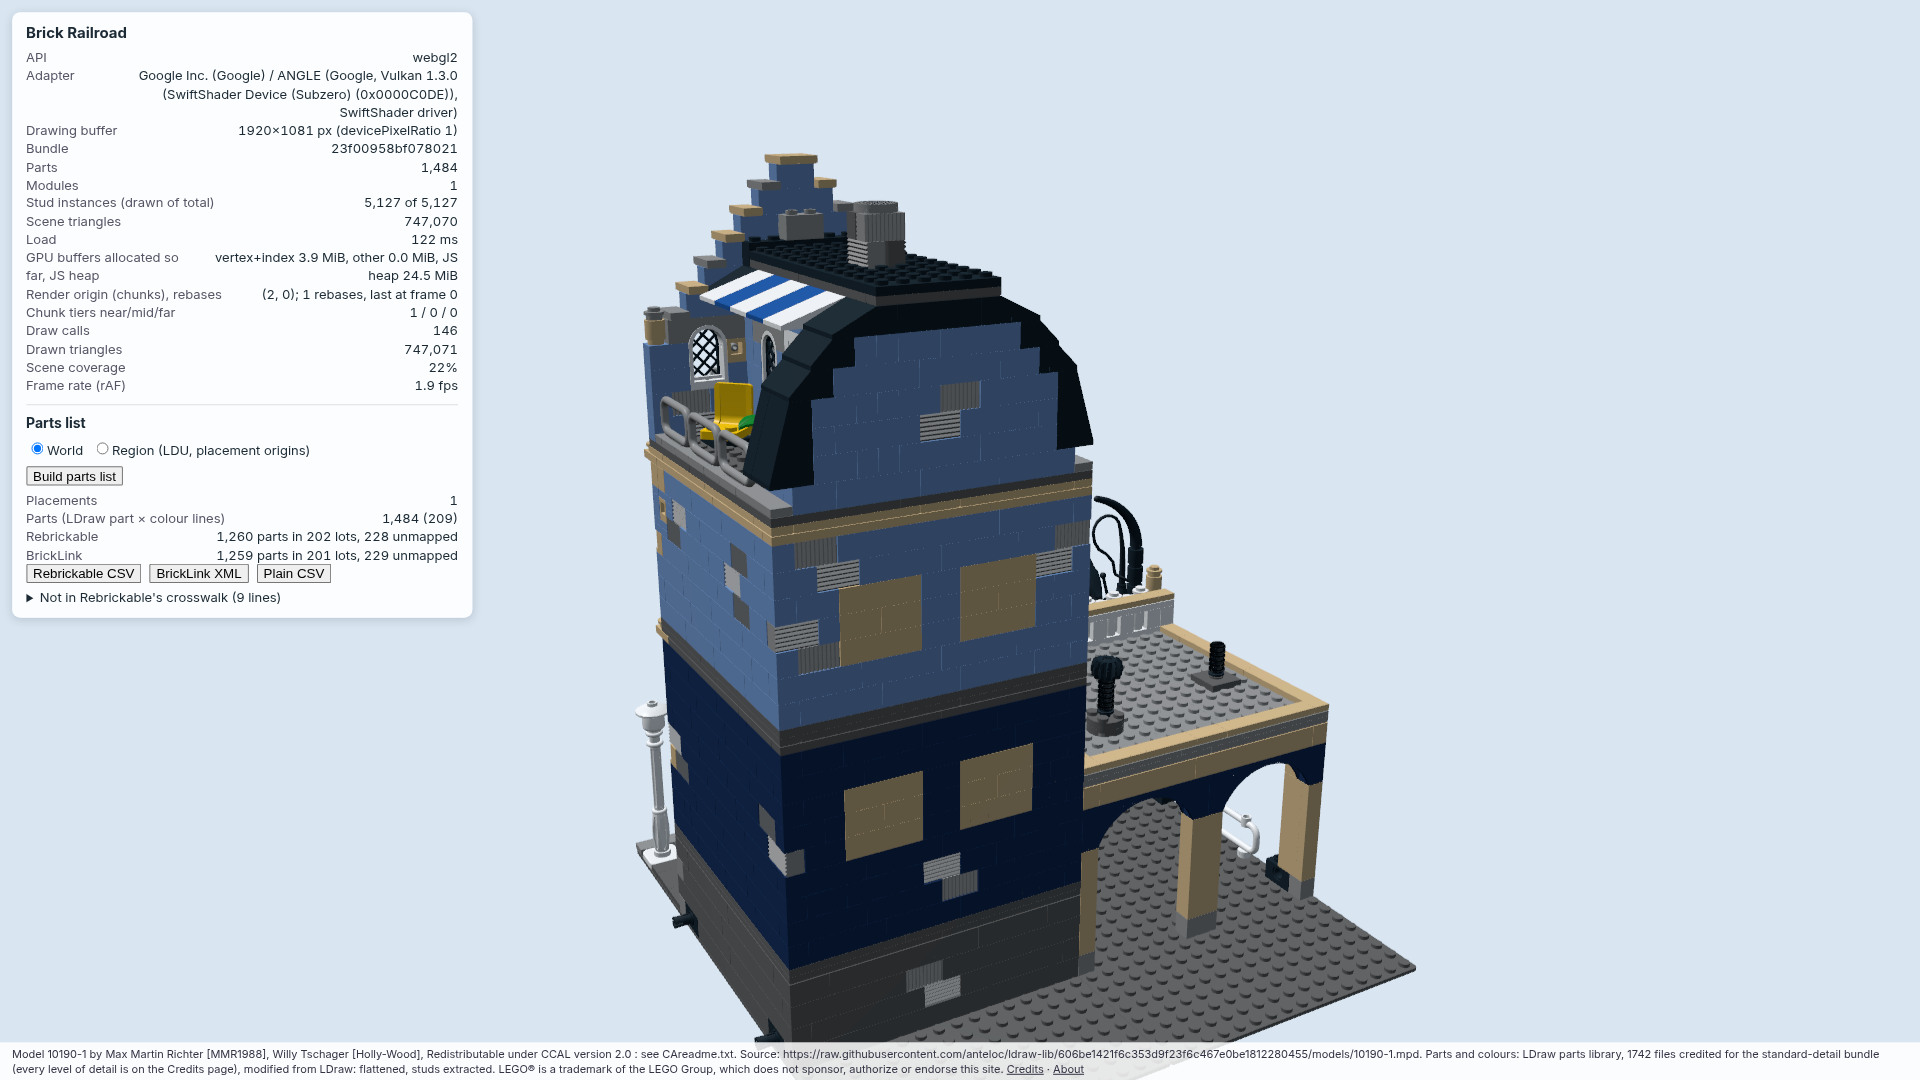 Brick Railroad
API webgl2
Adapter Google Inc. (Google) / ANGLE (Google, Vulkan 1.3.0
(SwiftShader Device (Subzero) (0x0000C0DE)),
SwiftShader driver)
Drawing buffer 1920×1081 px (devicePixelRatio 1)
Bundle 23f00958bf078021
Parts 1,484
Modules 1
Stud instances (drawn of total) 5,127 of 5,127
Scene triangles 747,070
Load 122 ms
GPU buffers allocated so vertex+index 3.9 MiB, other 0.0 MiB, JS
far, JS heap heap 24.5 MiB
Render origin (chunks), rebases (2, 0); 1 rebases, last at frame 0
Chunk tiers near/mid/far 1 / 0 / 0
Draw calls 146
Drawn triangles 747,071
Scene coverage 22%
Frame rate (rAF) 1.9 fps
Parts list
World Region (LDU, placement origins)
Build parts list
Placements 1
Parts (LDraw part × colour lines) 1,484 (209)
Rebrickable 1,260 parts in 202 lots, 228 unmapped
BrickLink 1,259 parts in 201 lots, 229 unmapped
Rebrickable CSV BrickLink XML Plain CSV
▶ Not in Rebrickable's crosswalk (9 lines)
Model 10190-1 by Max Martin Richter [MMR1988], Willy Tschager [Holly-Wood], Redistributable under CCAL version 2.0 : see CAreadme.txt. Source: https://raw.githubusercontent.com/anteloc/ldraw-lib/606be1421f6c353d9f23f6c467e0be1812280455/models/10190-1.mpd. Parts and colours: LDraw parts library, 1742 files credited for the standard-detail bundle
(every level of detail is on the Credits page), modified from LDraw: flattened, studs extracted. LEGO® is a trademark of the LEGO Group, which does not sponsor, authorize or endorse this site. Credits · About